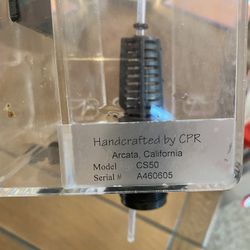 Handcrafted by CPR
Arcata, California
Model CS50
Serial # A460605